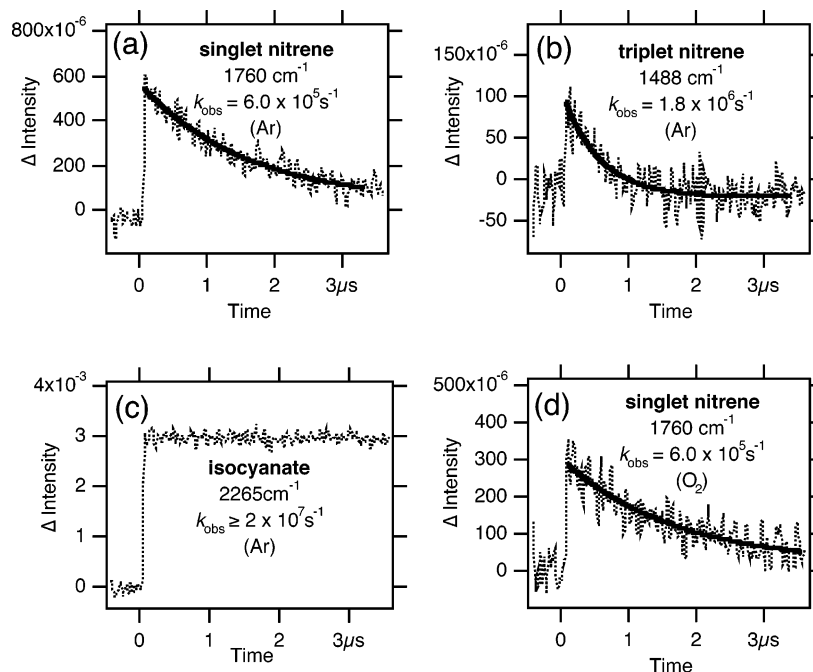 (a)
singlet nitrene
1760 cm⁻¹
k_obs = 6.0 x 10⁵s⁻¹
(Ar)
800x10⁻⁶
600
400
200
0
Δ Intensity
0 1 2 3µs
Time
(b)
triplet nitrene
1488 cm⁻¹
k_obs = 1.8 x 10⁶s⁻¹
(Ar)
150x10⁻⁶
100
50
0
-50
Δ Intensity
0 1 2 3µs
Time
(c)
isocyanate
2265cm⁻¹
k_obs ≥ 2 x 10⁷s⁻¹
(Ar)
4x10⁻³
3
2
1
0
Δ Intensity
0 1 2 3µs
Time
(d)
singlet nitrene
1760 cm⁻¹
k_obs = 6.0 x 10⁵s⁻¹
(O₂)
500x10⁻⁶
400
300
200
100
0
Δ Intensity
0 1 2 3µs
Time